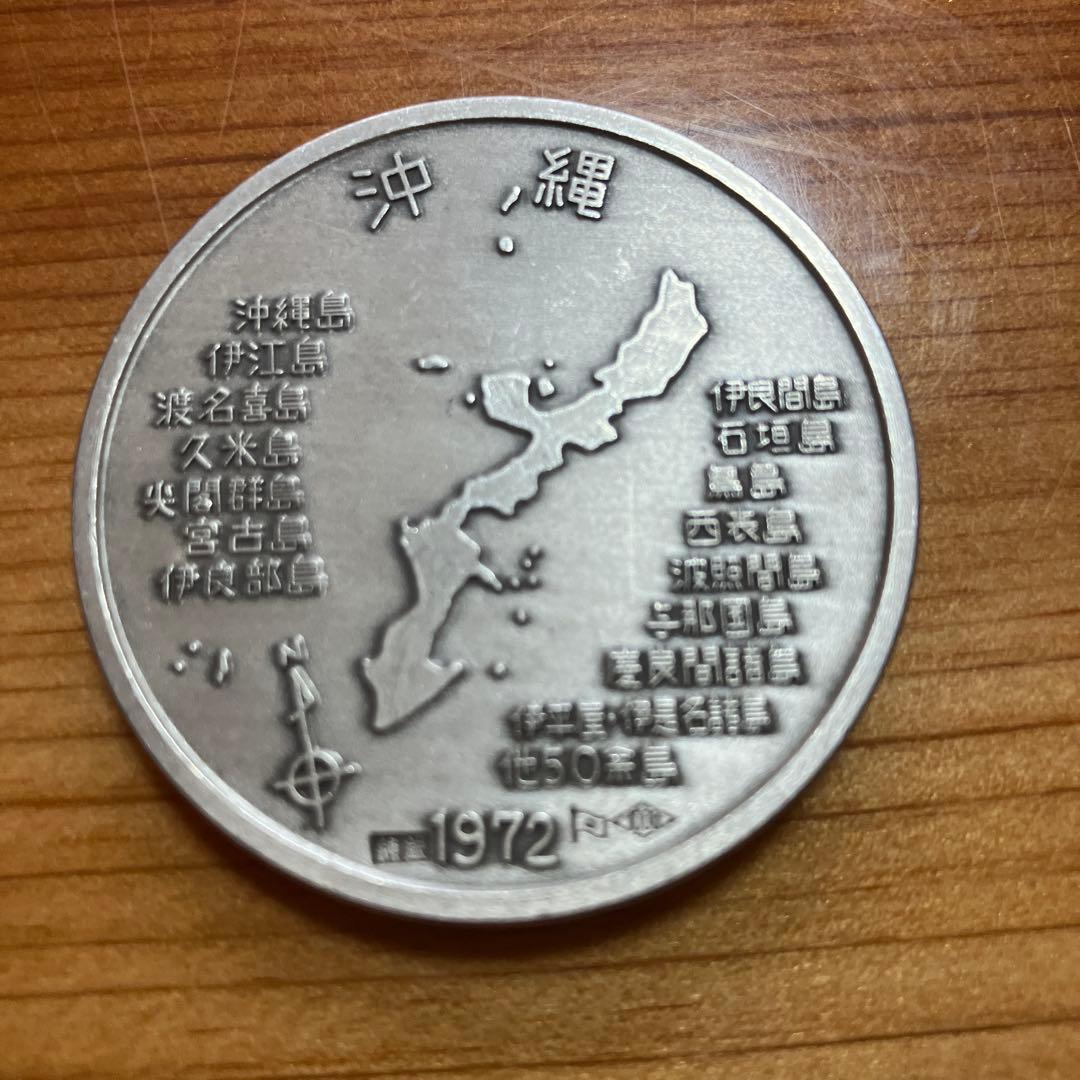 沖縄
沖縄島
伊江島
渡名喜島
久米島
尖閣群島
宮古島
伊良部島
伊良間島
石垣島
黒島
西表島
波照間島
与那国島
慶良間諸島
伊平屋・伊是名諸島
他50余島
N
1972